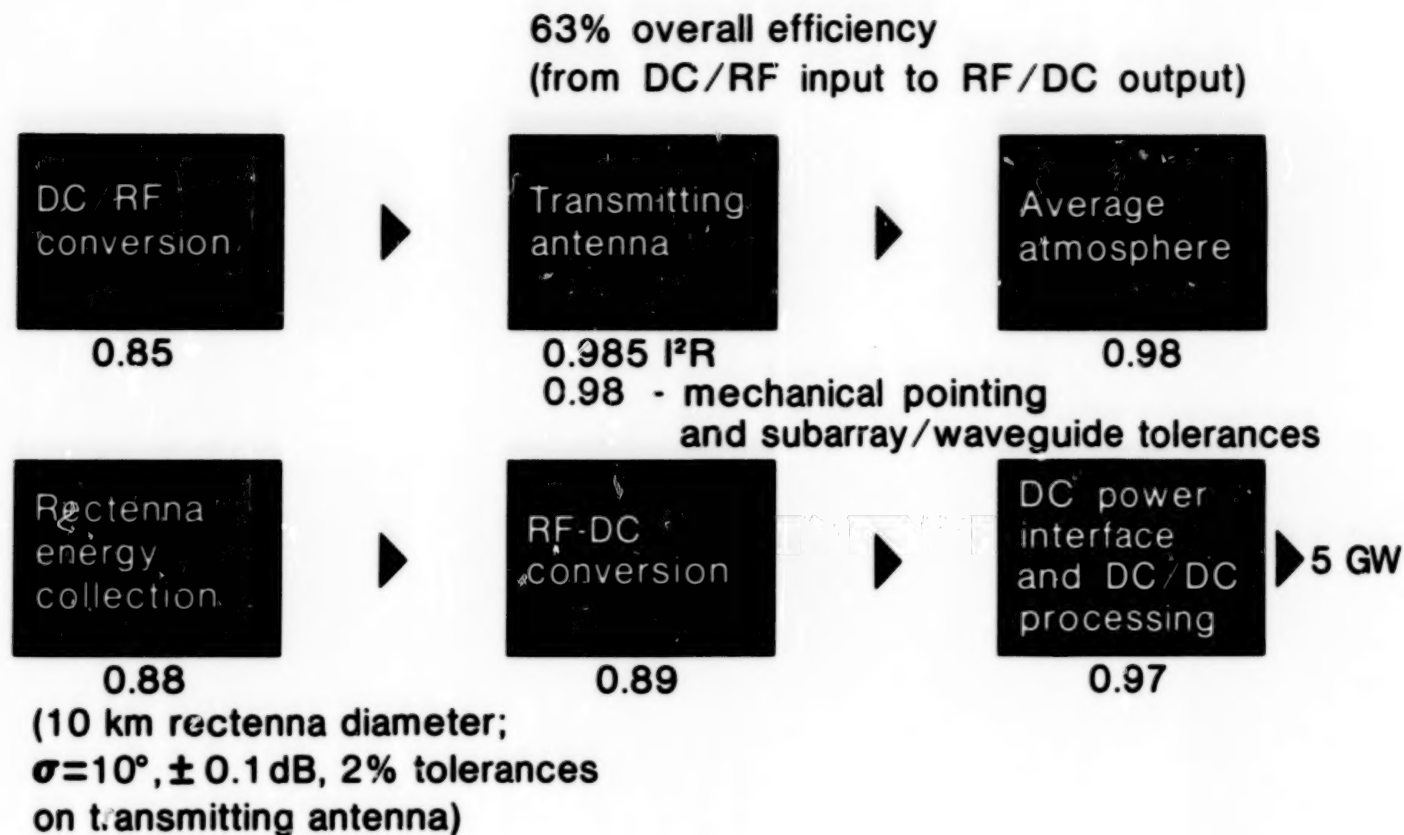 63% overall efficiency
(from DC/RF input to RF/DC output)
DC/RF
conversion
Transmitting
antenna
Average
atmosphere
0.85
0.985 I²R
0.98
0.98 - mechanical pointing
and subarray/waveguide tolerances
Rectenna
energy
collection
RF-DC
conversion
DC power
interface
and DC/DC
processing
5 GW
0.88
0.89
0.97
(10 km rectenna diameter;
σ=10°, ± 0.1 dB, 2% tolerances
on transmitting antenna)